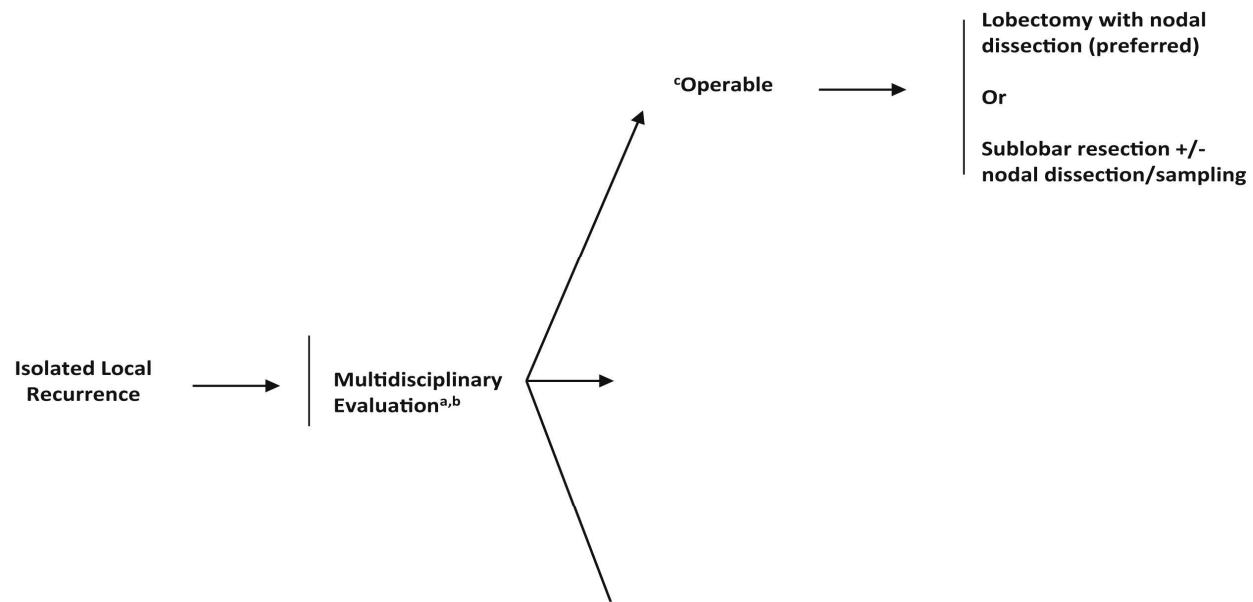 Lobectomy with nodal
dissection (preferred)
ᶜOperable
Or
Sublobar resection +/-
nodal dissection/sampling
Isolated Local
Recurrence
Multidisciplinary
Evaluationᵃ,ᵇ